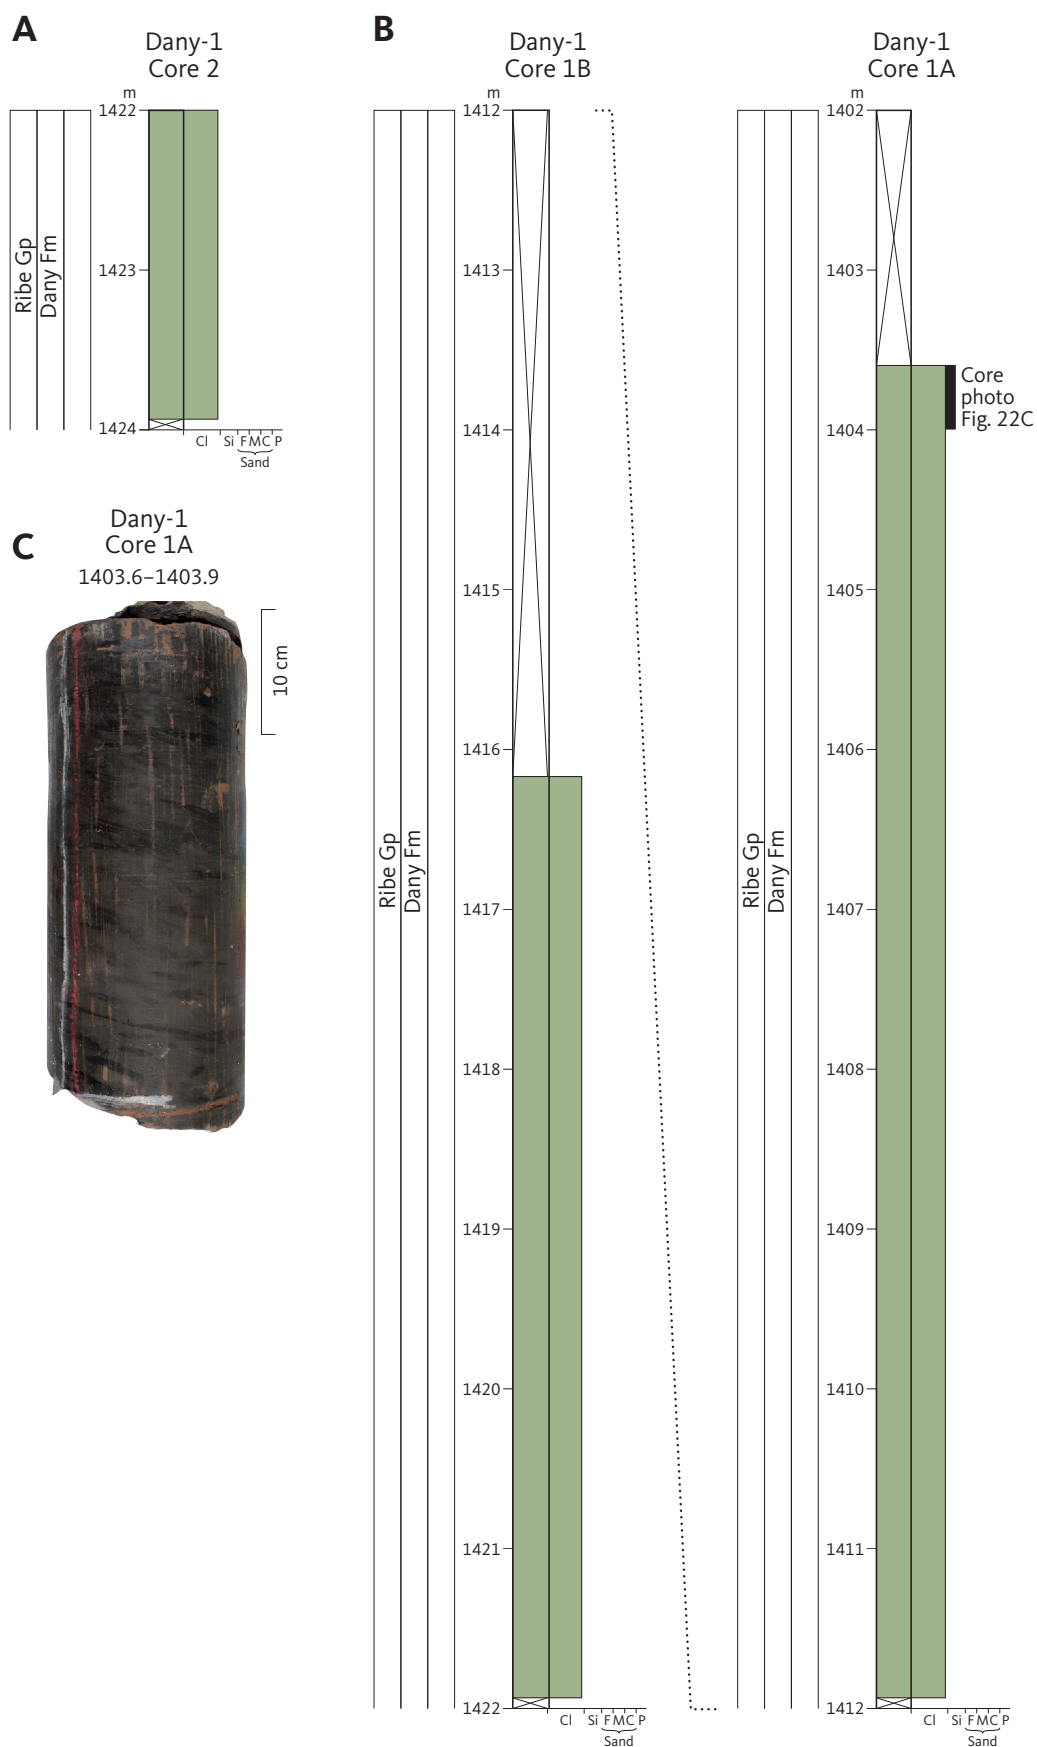 A
Dany-1
Core 2
m
1422
1423
1424
Ribe Gp
Dany Fm
Cl Si F M C P
Sand
B
Dany-1
Core 1B
m
1412
1413
1414
1415
1416
1417
1418
1419
1420
1421
1422
Ribe Gp
Dany Fm
Cl Si F M C P
Sand
Dany-1
Core 1A
m
1402
1403
1404
1405
1406
1407
1408
1409
1410
1411
1412
Ribe Gp
Dany Fm
Core
photo
Fig. 22C
Cl Si F M C P
Sand
C
Dany-1
Core 1A
1403.6–1403.9
10 cm